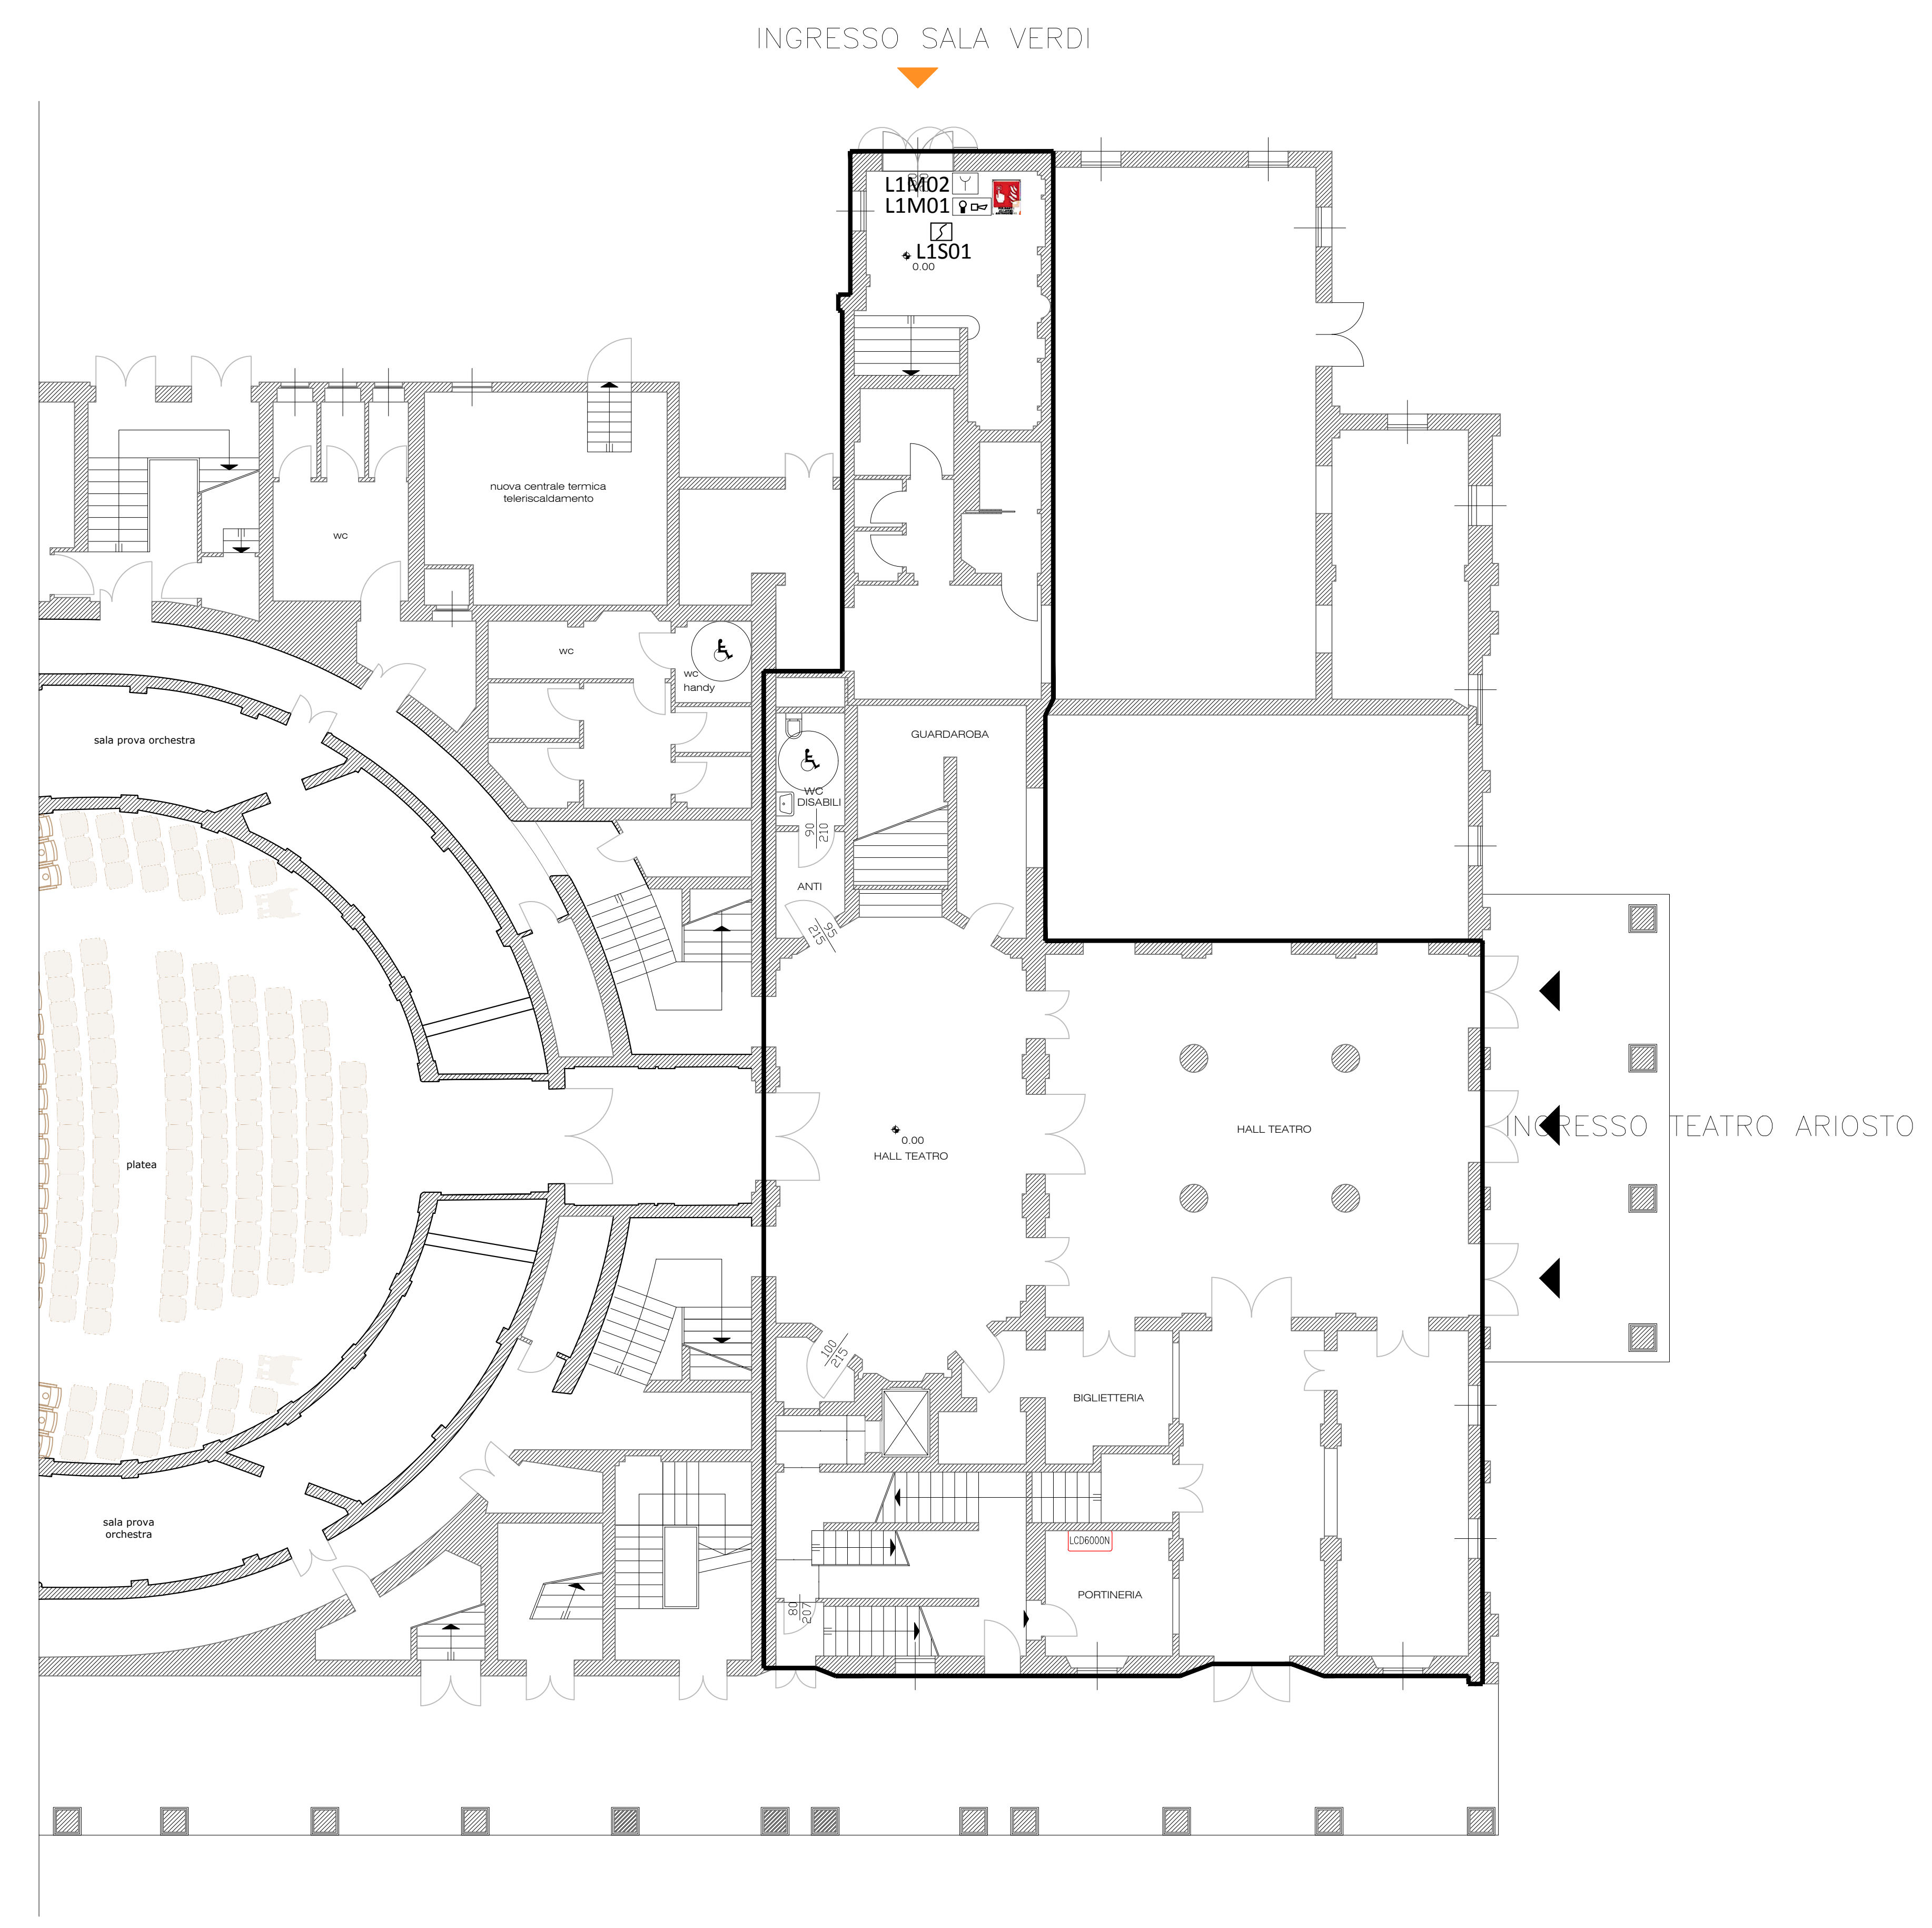 INGRESSO SALA VERDI
L1M02
L1M01
L1S01
0.00
nuova centrale termica
teleriscaldamento
wc
wc
wc
handy
sala prova orchestra
GUARDAROBA
WC
DISABILI
90
210
ANTI
95
215
platea
0.00
HALL TEATRO
HALL TEATRO
INGRESSO TEATRO ARIOSTO
100
215
BIGLIETTERIA
sala prova
orchestra
LCD6000N
PORTINERIA
80
207